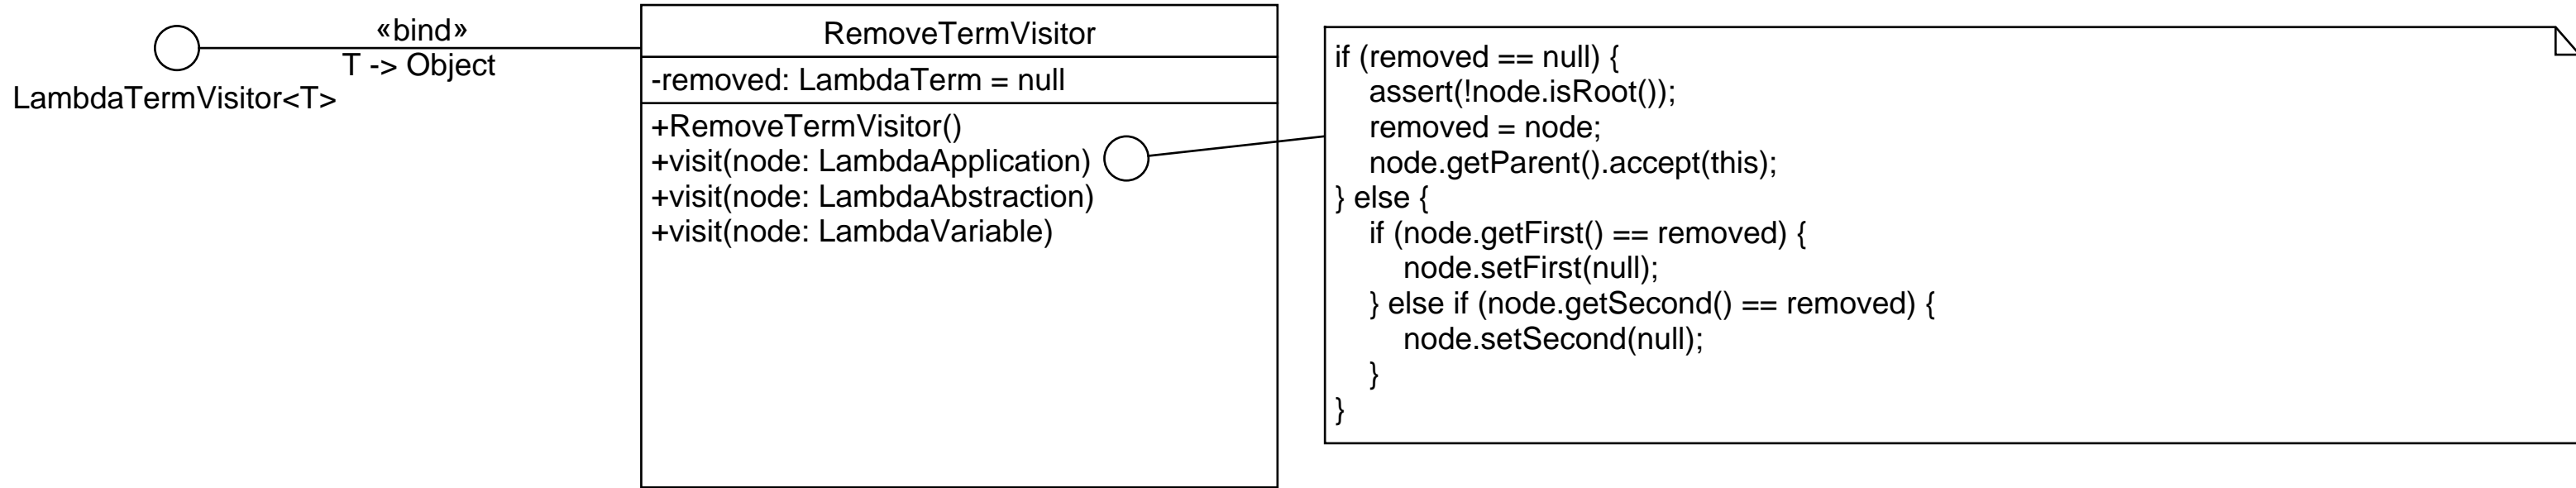 «bind»
T -> Object
LambdaTermVisitor<T>
RemoveTermVisitor
-removed: LambdaTerm = null
+RemoveTermVisitor()
+visit(node: LambdaApplication)
+visit(node: LambdaAbstraction)
+visit(node: LambdaVariable)
if (removed == null) {
assert(!node.isRoot());
removed = node;
node.getParent().accept(this);
} else {
if (node.getFirst() == removed) {
node.setFirst(null);
} else if (node.getSecond() == removed) {
node.setSecond(null);
}
}